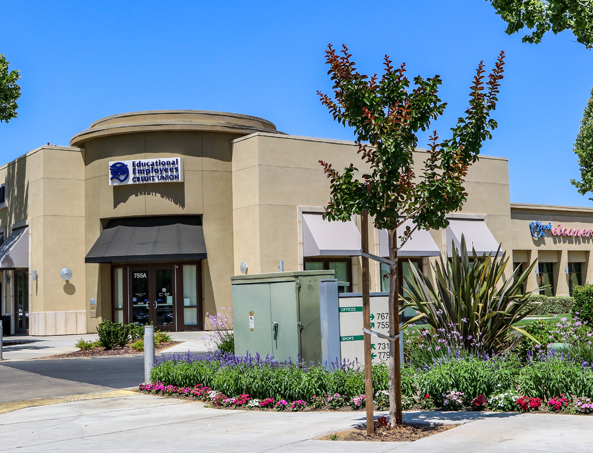 Educational
Employees
CREDIT UNION
755A
OFFICES
767
755
SHOPS
731
779